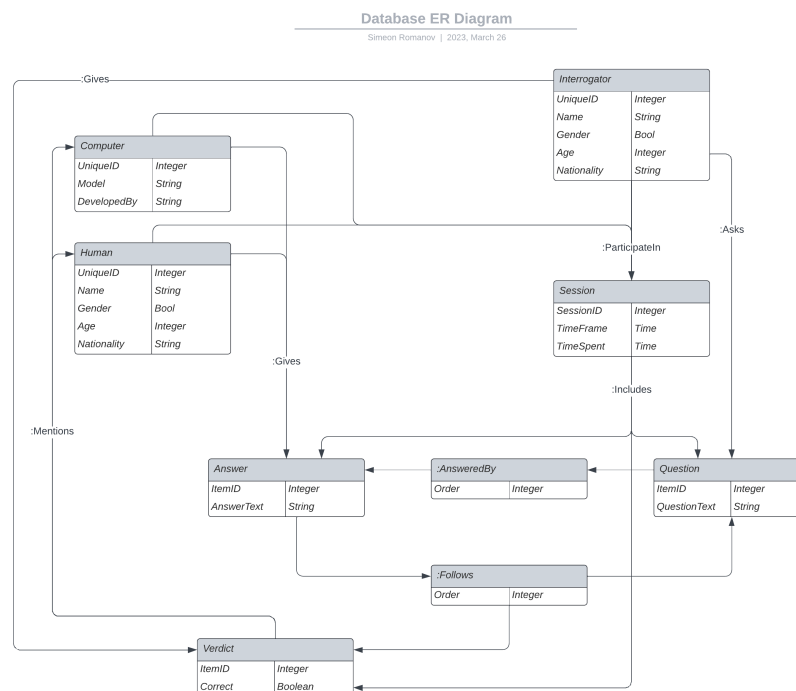 Database ER Diagram
Simeon Romanov | 2023, March 26
:Gives
Interrogator
UniqueID Integer
Name String
Gender Bool
Age Integer
Nationality String
Computer
UniqueID Integer
Model String
DevelopedBy String
:Asks
:ParticipateIn
Human
UniqueID Integer
Name String
Gender Bool
Age Integer
Nationality String
Session
SessionID Integer
TimeFrame Time
TimeSpent Time
:Gives
:Includes
:Mentions
Answer
ItemID Integer
AnswerText String
:AnsweredBy
Order Integer
Question
ItemID Integer
QuestionText String
:Follows
Order Integer
Verdict
ItemID Integer
Correct Boolean